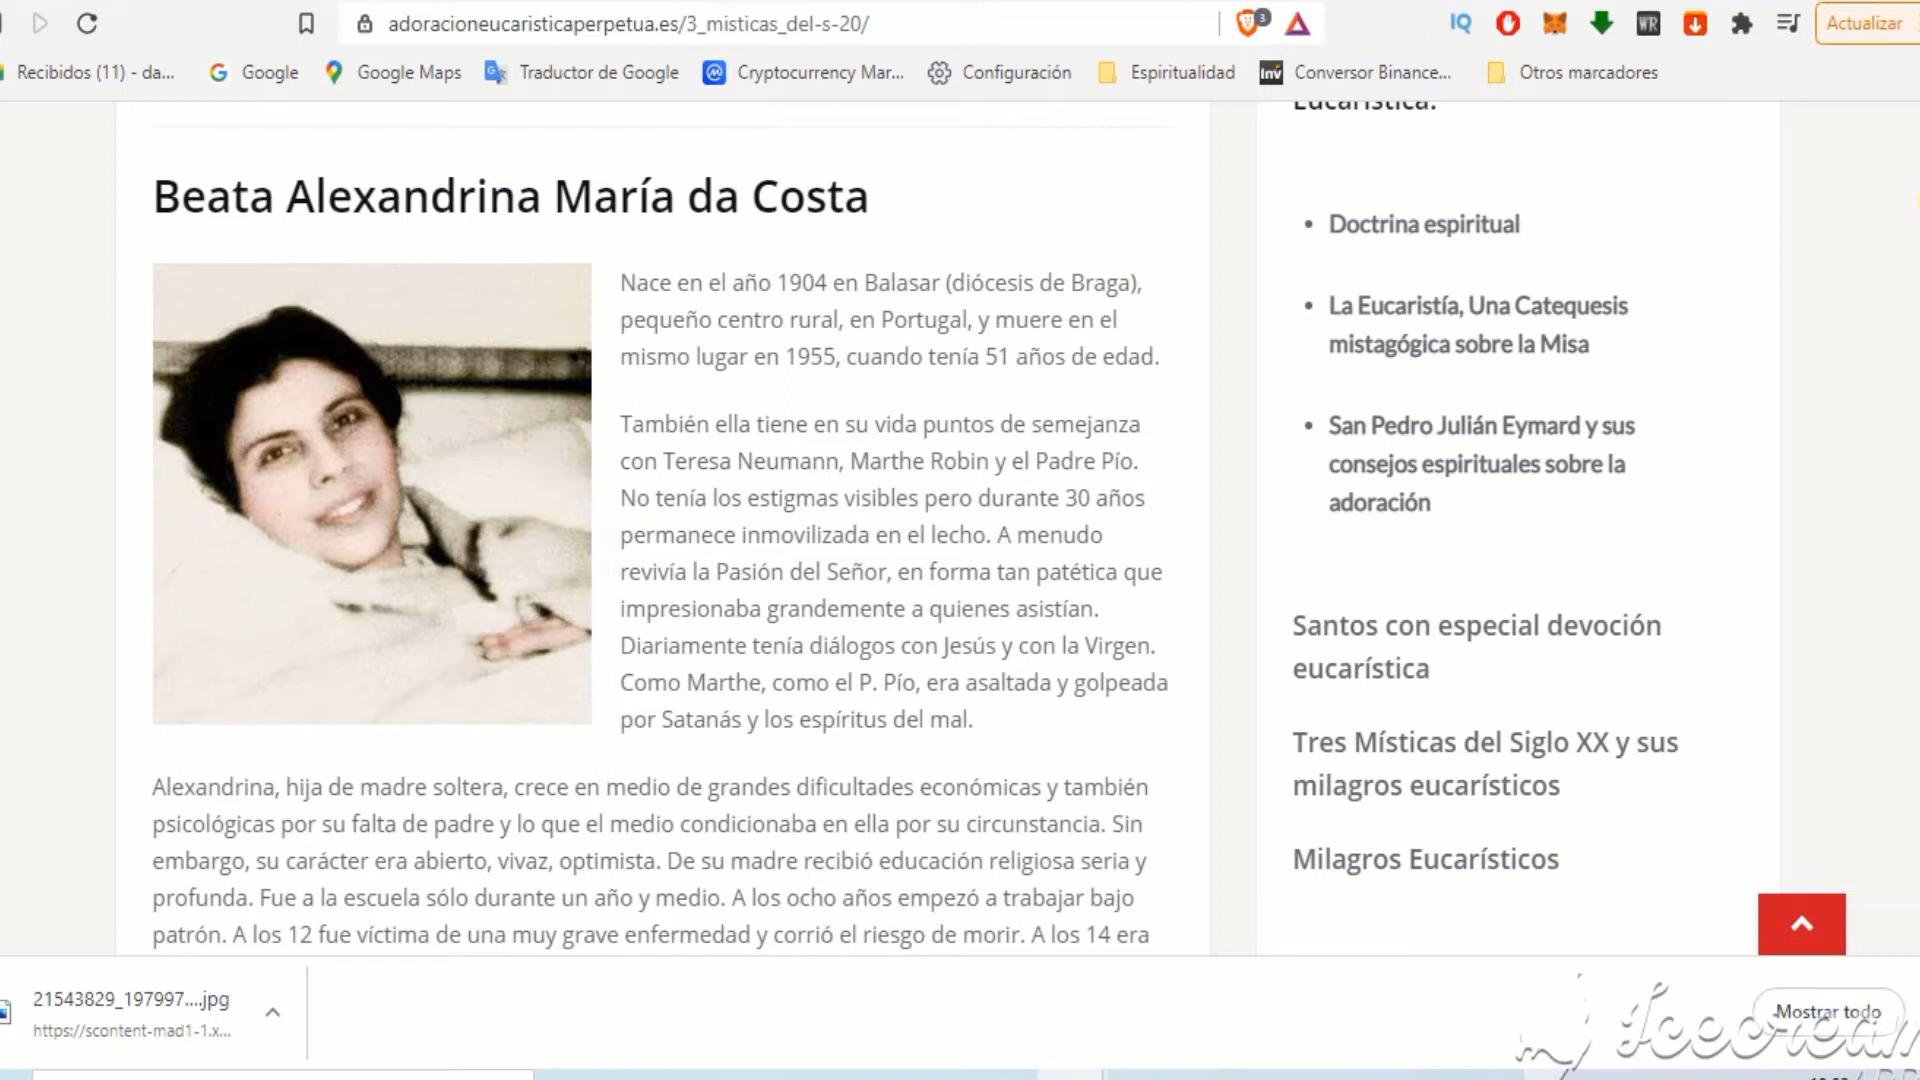 adoracioneucaristicaperpetua.es/3_misticas_del-s-20/
3
IQ
WR
Actualizar
Recibidos (11) - da...
Google
Google Maps
Traductor de Google
Cryptocurrency Mar...
Configuración
Espiritualidad
Inv
Conversor Binance...
Otros marcadores
Eucarística:
Beata Alexandrina María da Costa
Nace en el año 1904 en Balasar (diócesis de Braga),
pequeño centro rural, en Portugal, y muere en el
mismo lugar en 1955, cuando tenía 51 años de edad.
También ella tiene en su vida puntos de semejanza
con Teresa Neumann, Marthe Robin y el Padre Pío.
No tenía los estigmas visibles pero durante 30 años
permanece inmovilizada en el lecho. A menudo
revivía la Pasión del Señor, en forma tan patética que
impresionaba grandemente a quienes asistían.
Diariamente tenía diálogos con Jesús y con la Virgen.
Como Marthe, como el P. Pío, era asaltada y golpeada
por Satanás y los espíritus del mal.
Alexandrina, hija de madre soltera, crece en medio de grandes dificultades económicas y también
psicológicas por su falta de padre y lo que el medio condicionaba en ella por su circunstancia. Sin
embargo, su carácter era abierto, vivaz, optimista. De su madre recibió educación religiosa seria y
profunda. Fue a la escuela sólo durante un año y medio. A los ocho años empezó a trabajar bajo
patrón. A los 12 fue víctima de una muy grave enfermedad y corrió el riesgo de morir. A los 14 era
• Doctrina espiritual
• La Eucaristía, Una Catequesis
mistagógica sobre la Misa
• San Pedro Julián Eymard y sus
consejos espirituales sobre la
adoración
Santos con especial devoción
eucarística
Tres Místicas del Siglo XX y sus
milagros eucarísticos
Milagros Eucarísticos
21543829_197997....jpg
https://scontent-mad1-1.x...
Mostrar todo
Icecream